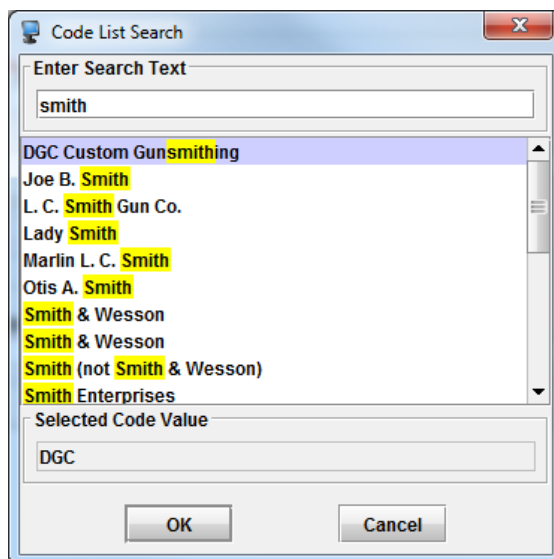 Code List Search
Enter Search Text
smith
DGC Custom Gunsmithing
Joe B. Smith
L. C. Smith Gun Co.
Lady Smith
Marlin L. C. Smith
Otis A. Smith
Smith & Wesson
Smith & Wesson
Smith (not Smith & Wesson)
Smith Enterprises
Selected Code Value
DGC
OK Cancel